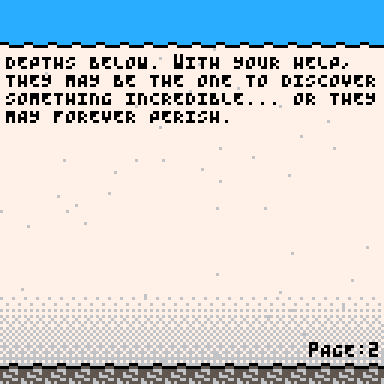 DEPTHS BELOW. WITH YOUR HELP,
THEY MAY BE THE ONE TO DISCOVER
SOMETHING INCREDIBLE... OR THEY
MAY FOREVER PERISH.
PAGE:2